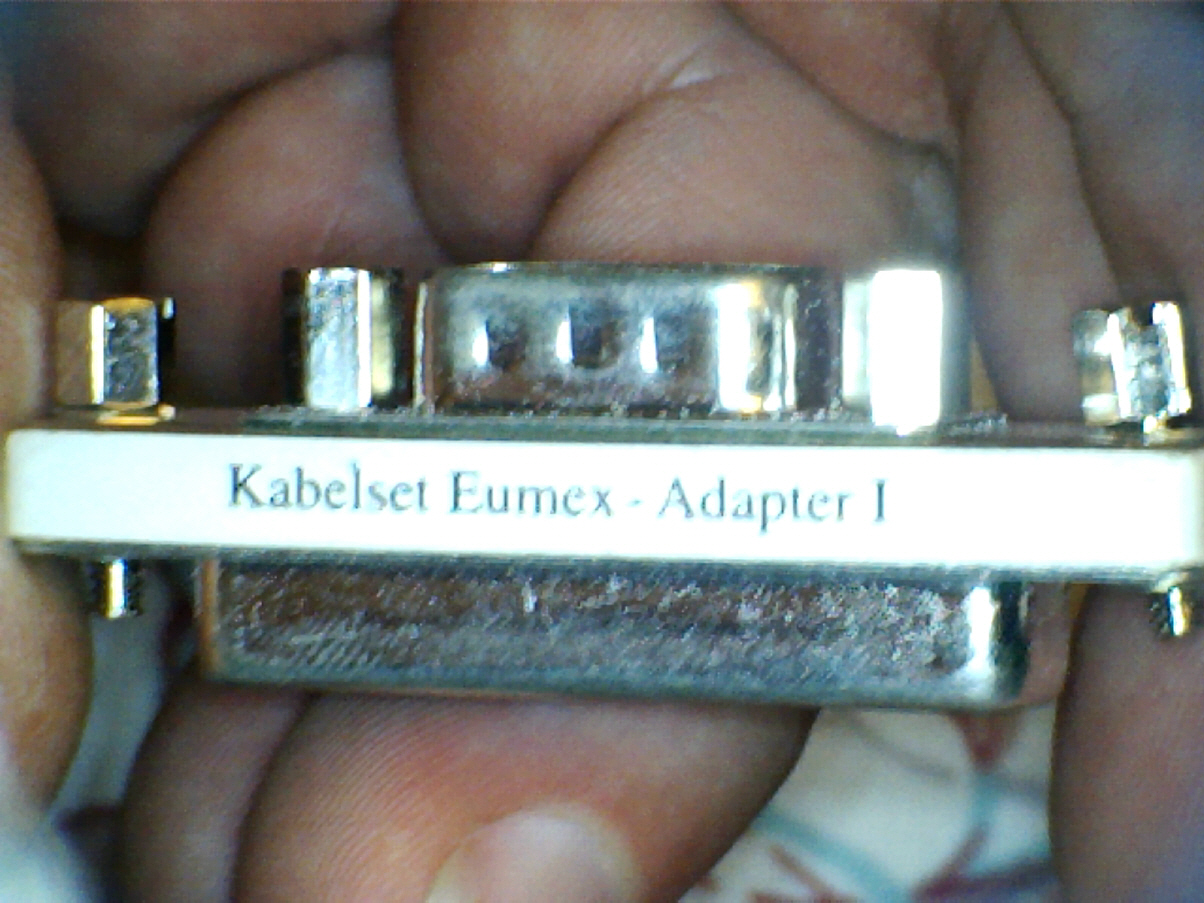 Kabelset Eumex - Adapter I